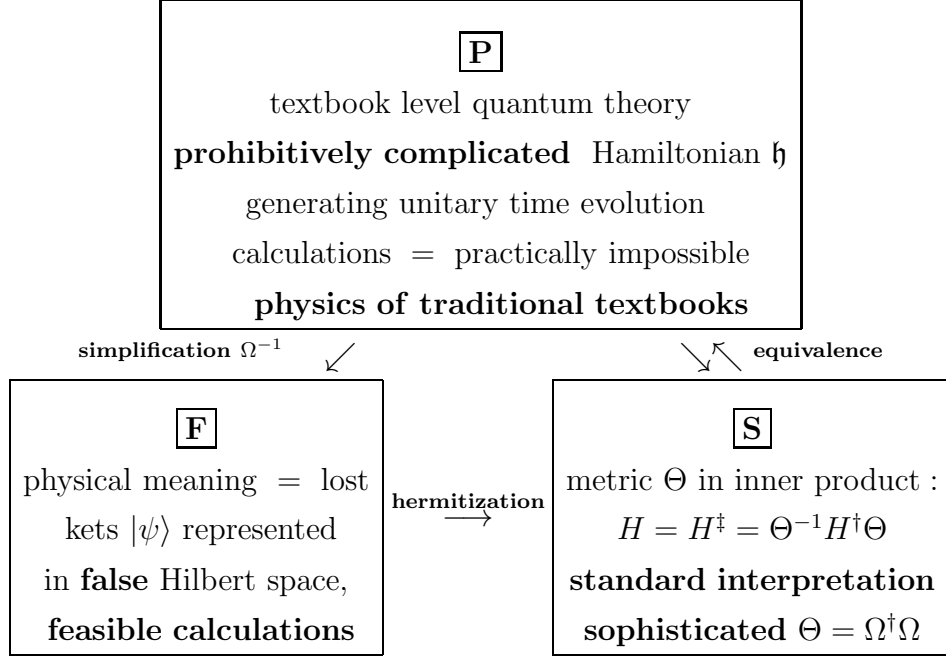 P
textbook level quantum theory
prohibitively complicated Hamiltonian 𝔥
generating unitary time evolution
calculations = practically impossible
physics of traditional textbooks
simplification Ω⁻¹
equivalence
F
physical meaning = lost
kets |ψ⟩ represented
in false Hilbert space,
feasible calculations
hermitization
S
metric Θ in inner product :
H = H‡ = Θ⁻¹H†Θ
standard interpretation
sophisticated Θ = Ω†Ω